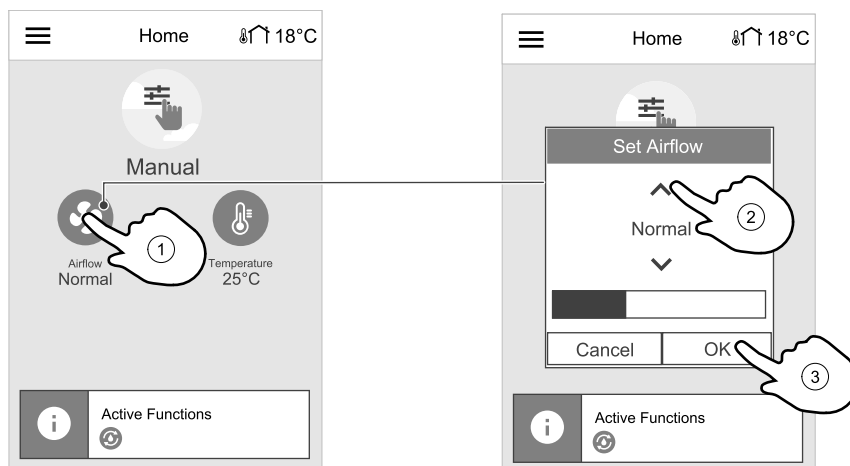 Home 18°C
Manual
1
Airflow
Normal
Temperature
25°C
i
Active Functions
Home 18°C
Set Airflow
2
Normal
Cancel OK
3
i
Active Functions